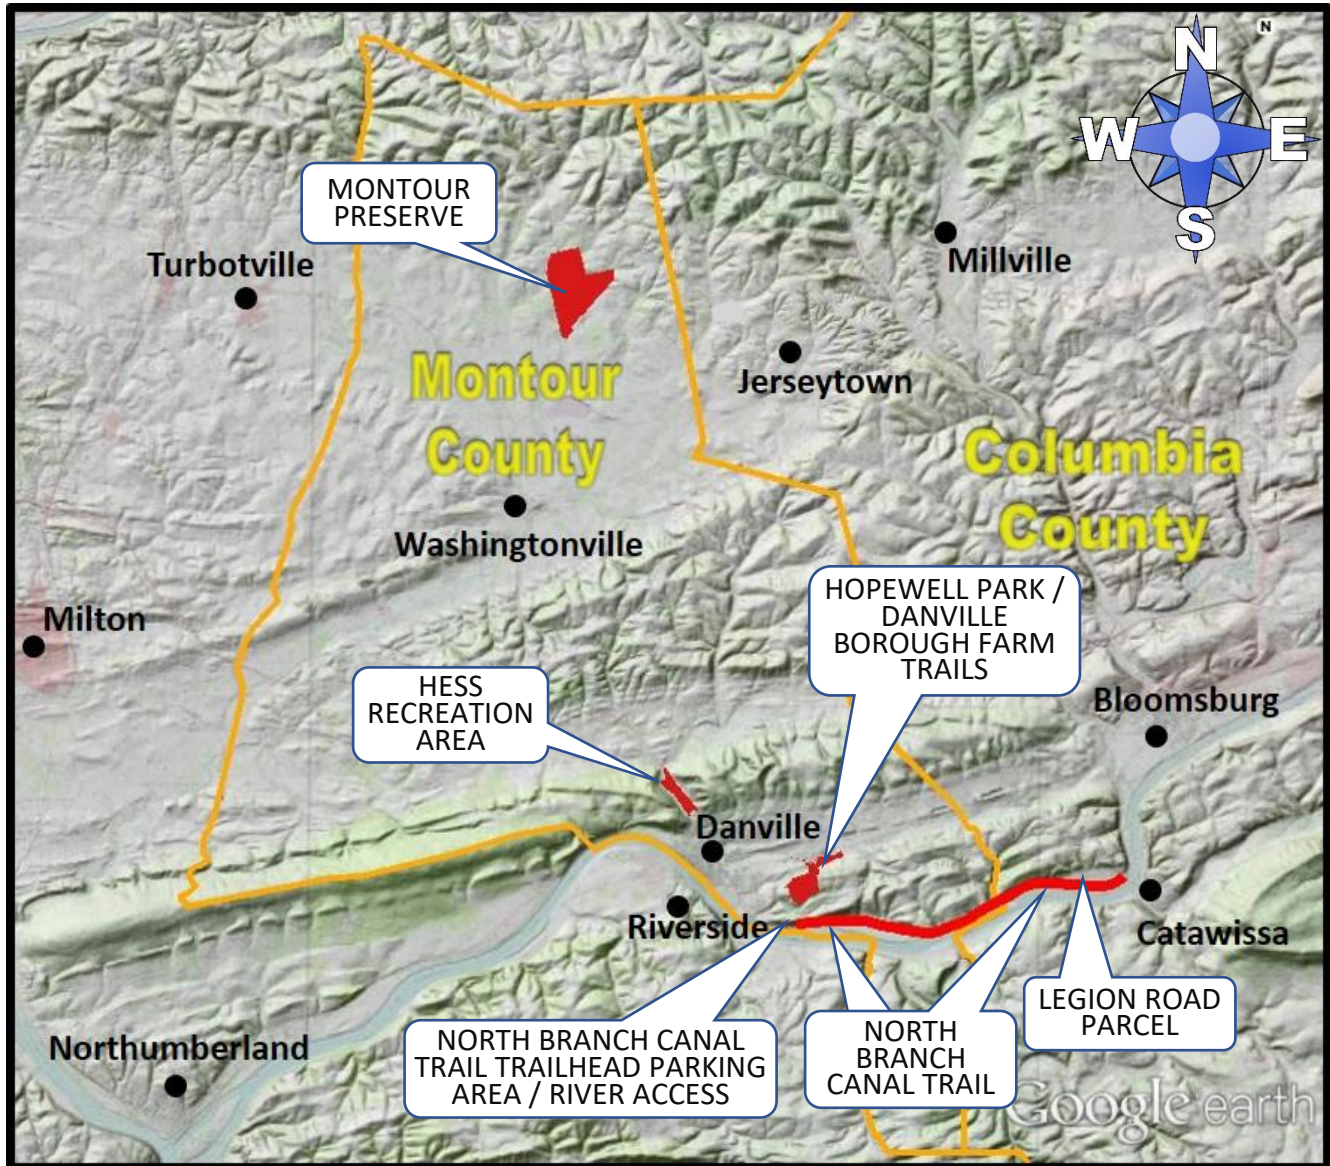 N
N
W
E
S
MONTOUR
PRESERVE
Turbotville
Millville
Montour
County
Jerseytown
Columbia
County
Washingtonville
Milton
HOPEWELL PARK /
DANVILLE
BOROUGH FARM
TRAILS
HESS
RECREATION
AREA
Bloomsburg
Danville
Riverside
Catawissa
LEGION ROAD
PARCEL
NORTH BRANCH CANAL
TRAIL TRAILHEAD PARKING
AREA / RIVER ACCESS
NORTH
BRANCH
CANAL TRAIL
Northumberland
Google earth